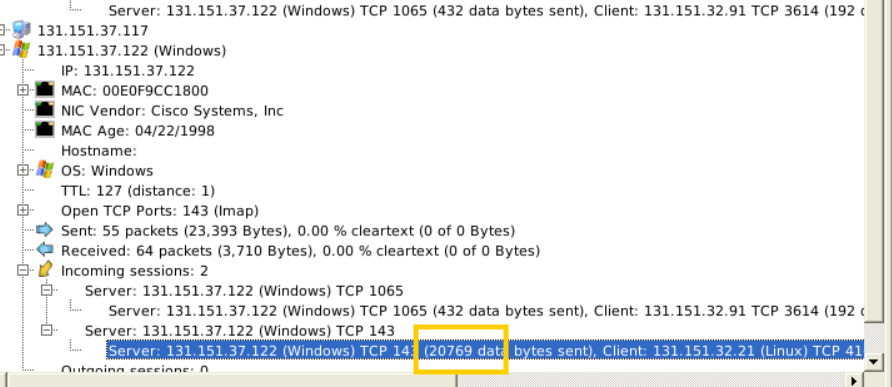 Server: 131.151.37.122 (Windows) TCP 1065 (432 data bytes sent), Client: 131.151.32.91 TCP 3614 (192
131.151.37.117
131.151.37.122 (Windows)
IP: 131.151.37.122
MAC: 00E0F9CC1800
NIC Vendor: Cisco Systems, Inc
MAC Age: 04/22/1998
Hostname:
OS: Windows
TTL: 127 (distance: 1)
Open TCP Ports: 143 (Imap)
Sent: 55 packets (23,393 Bytes), 0.00 % cleartext (0 of 0 Bytes)
Received: 64 packets (3,710 Bytes), 0.00 % cleartext (0 of 0 Bytes)
Incoming sessions: 2
Server: 131.151.37.122 (Windows) TCP 1065
Server: 131.151.37.122 (Windows) TCP 1065 (432 data bytes sent), Client: 131.151.32.91 TCP 3614 (192
Server: 131.151.37.122 (Windows) TCP 143
Server: 131.151.37.122 (Windows) TCP 143 (20769 data bytes sent), Client: 131.151.32.21 (Linux) TCP 41
Outgoing sessions: 0